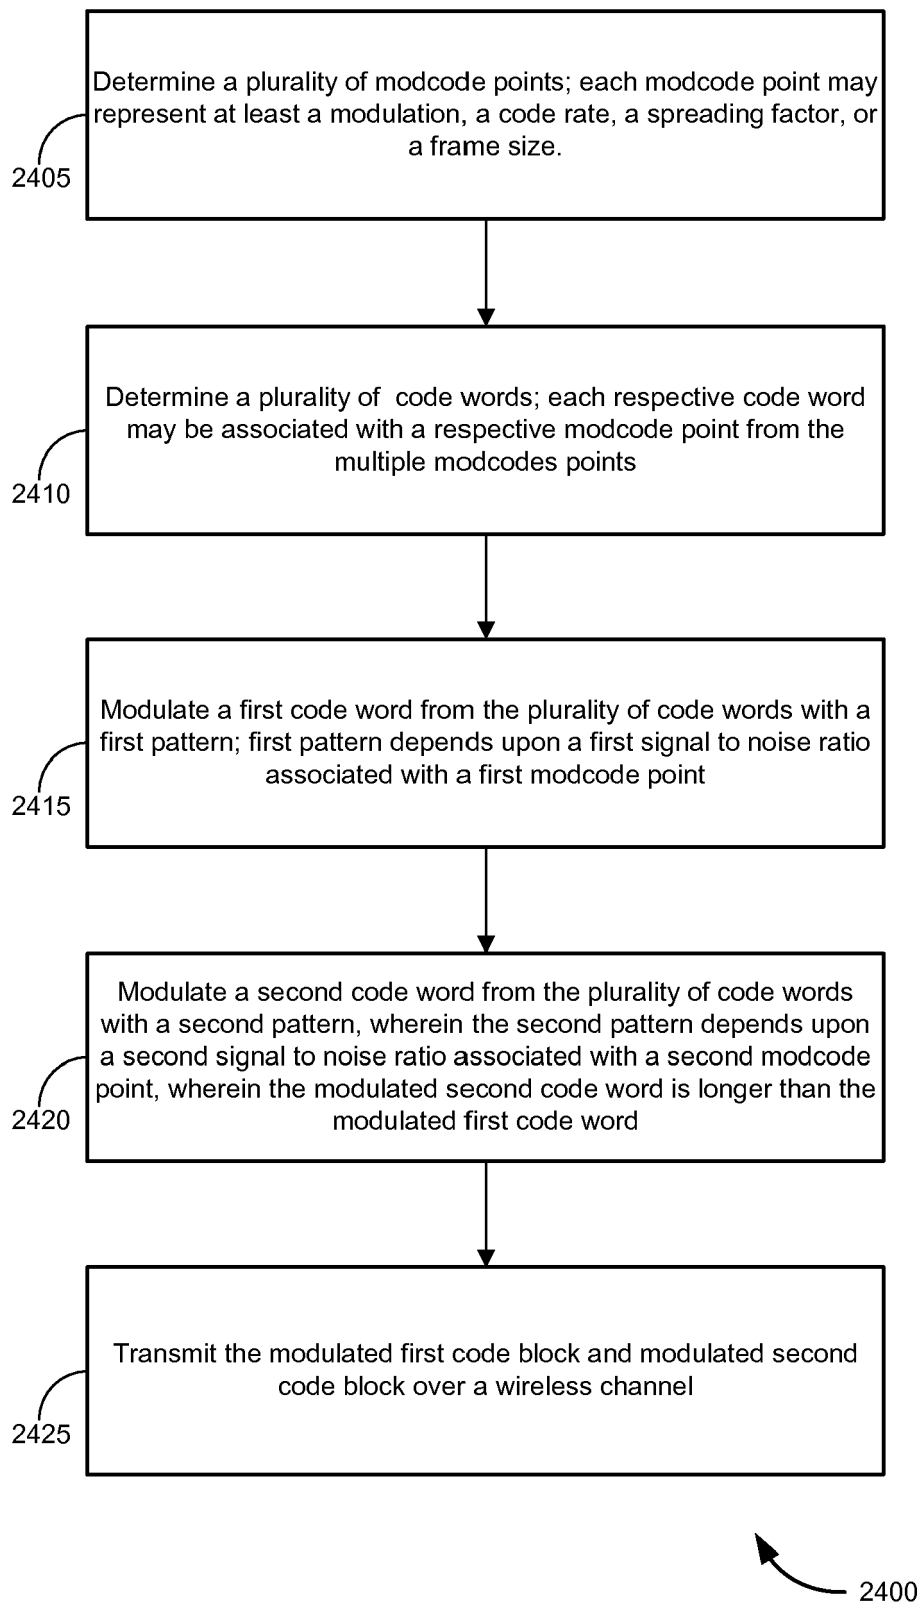 Determine a plurality of modcode points; each modcode point may
represent at least a modulation, a code rate, a spreading factor, or
a frame size.
2405
Determine a plurality of  code words; each respective code word
may be associated with a respective modcode point from the
multiple modcodes points
2410
Modulate a first code word from the plurality of code words with a
first pattern; first pattern depends upon a first signal to noise ratio
associated with a first modcode point
2415
Modulate a second code word from the plurality of code words
with a second pattern, wherein the second pattern depends upon
a second signal to noise ratio associated with a second modcode
point, wherein the modulated second code word is longer than the
modulated first code word
2420
Transmit the modulated first code block and modulated second
code block over a wireless channel
2425
2400